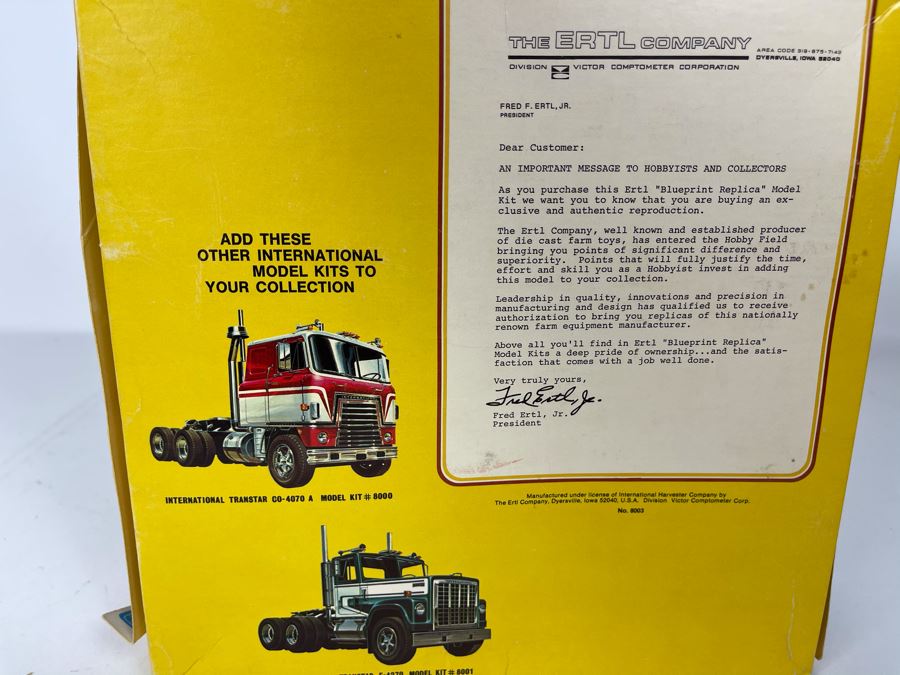 THE ERTL COMPANY
AREA CODE 319-875-7143
DYERSVILLE, IOWA 52040
DIVISION VICTOR COMPTOMETER CORPORATION
FRED F. ERTL, JR.
PRESIDENT
Dear Customer:
AN IMPORTANT MESSAGE TO HOBBYISTS AND COLLECTORS
As you purchase this Ertl "Blueprint Replica" Model
Kit we want you to know that you are buying an ex-
clusive and authentic reproduction.
The Ertl Company, well known and established producer
of die cast farm toys, has entered the Hobby Field
bringing you points of significant difference and
superiority. Points that will fully justify the time,
effort and skill you as a Hobbyist invest in adding
this model to your collection.
Leadership in quality, innovations and precision in
manufacturing and design has qualified us to receive
authorization to bring you replicas of this nationally
renown farm equipment manufacturer.
Above all you'll find in Ertl "Blueprint Replica"
Model Kits a deep pride of ownership...and the satis-
faction that comes with a job well done.
Very truly yours,
Fred Ertl, Jr.
Fred Ertl, Jr.
President
Manufactured under license of International Harvester Company by
The Ertl Company, Dyersville, Iowa 52040, U.S.A. Division Victor Comptometer Corp.
No. 8003
ADD THESE
OTHER INTERNATIONAL
MODEL KITS TO
YOUR COLLECTION
INTERNATIONAL
INTERNATIONAL TRANSTAR CO-4070 A MODEL KIT # 8000
MODEL KIT # 8001